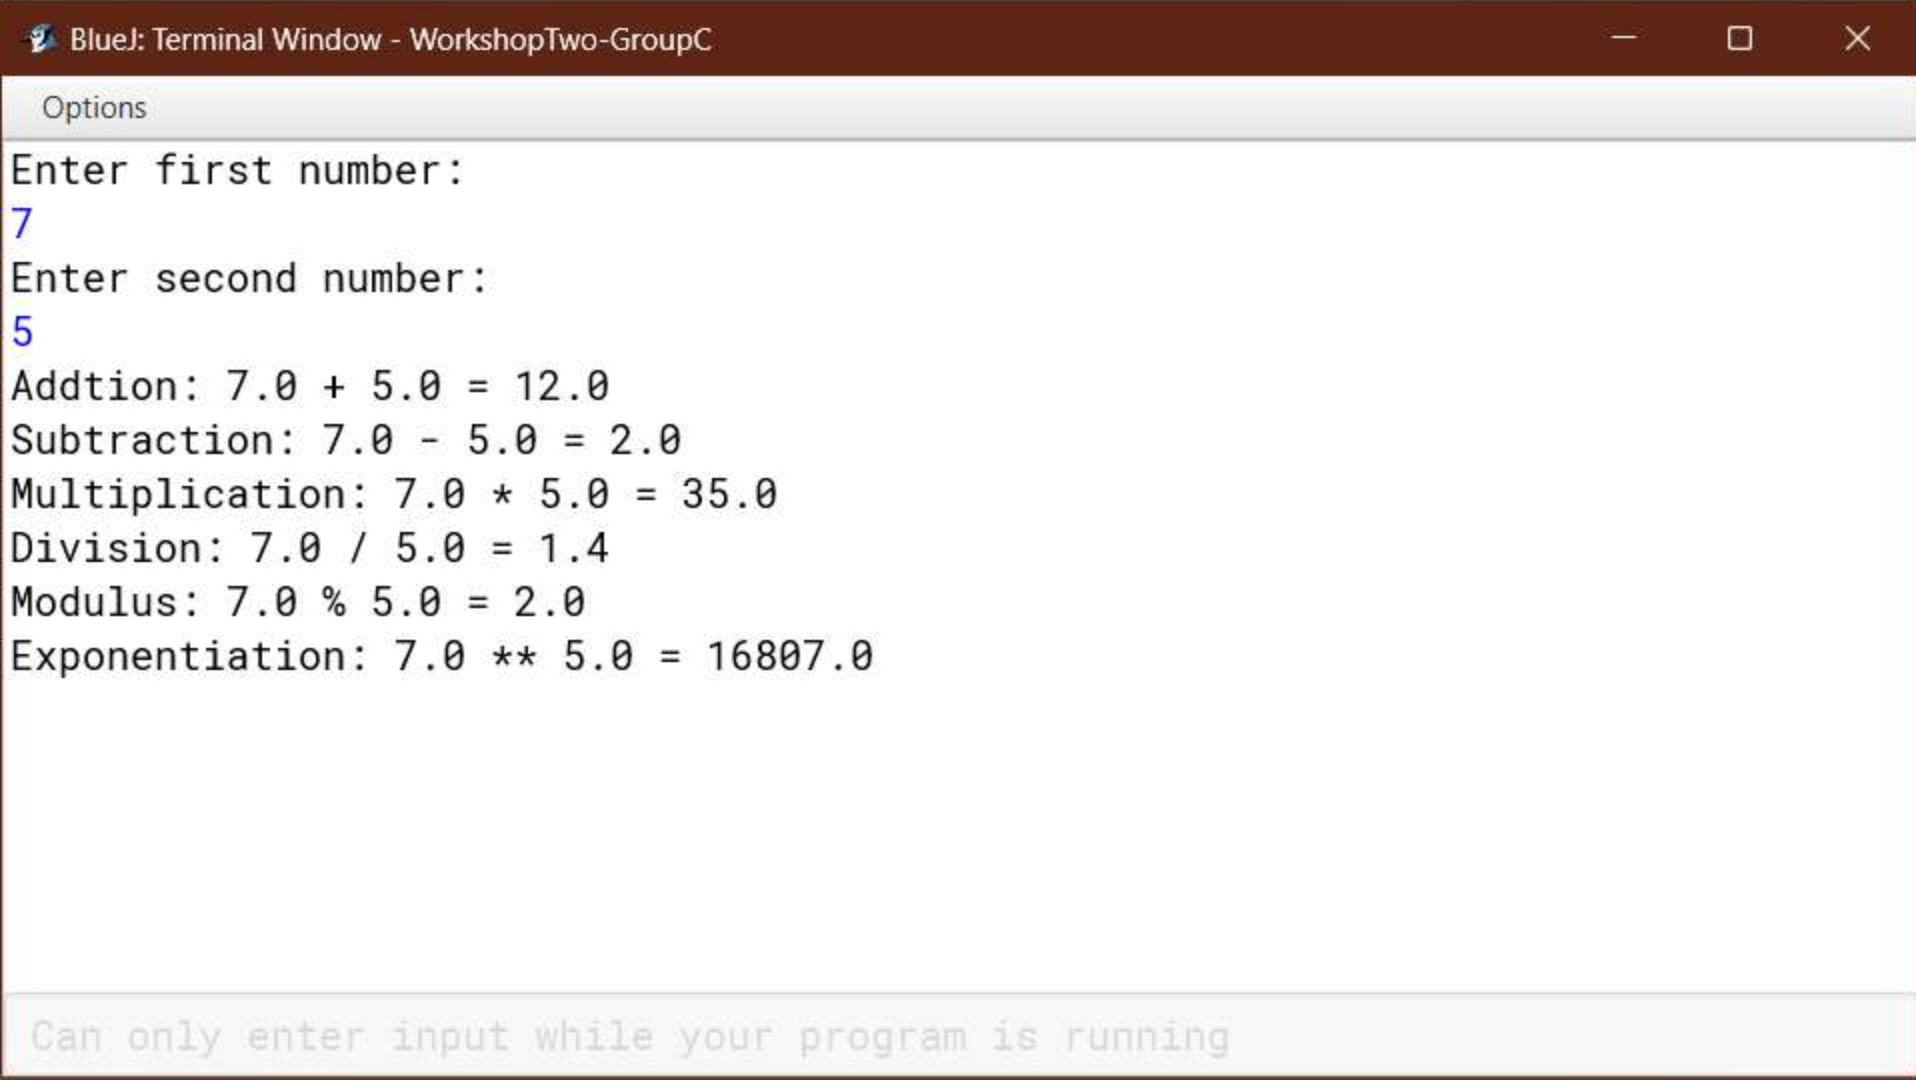 BlueJ: Terminal Window - WorkshopTwo-GroupC
Options
Enter first number:
7
Enter second number:
5
Addtion: 7.0 + 5.0 = 12.0
Subtraction: 7.0 - 5.0 = 2.0
Multiplication: 7.0 * 5.0 = 35.0
Division: 7.0 / 5.0 = 1.4
Modulus: 7.0 % 5.0 = 2.0
Exponentiation: 7.0 ** 5.0 = 16807.0
Can only enter input while your program is running